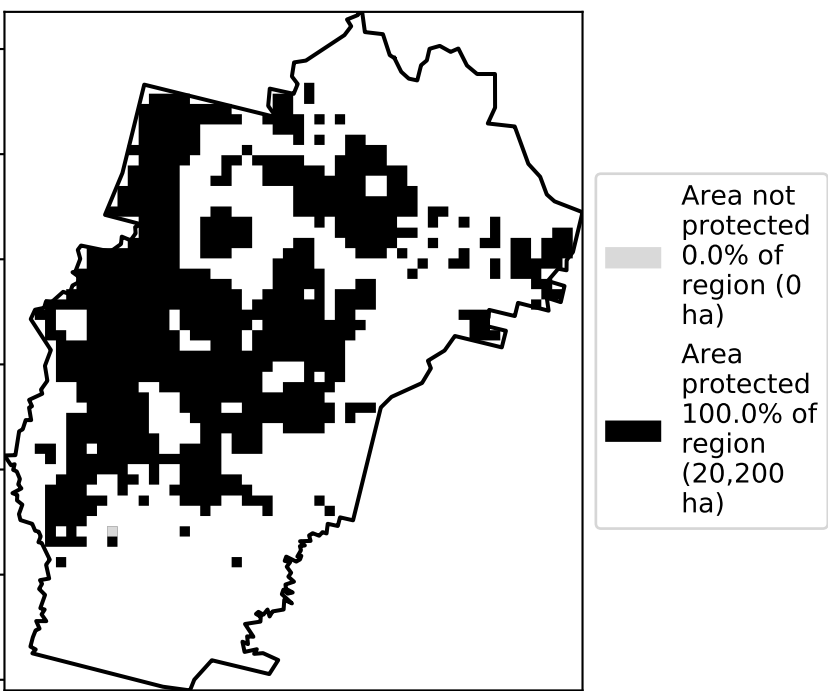 Area not
protected
0.0% of
region (0
ha)
Area
protected
100.0% of
region
(20,200
ha)